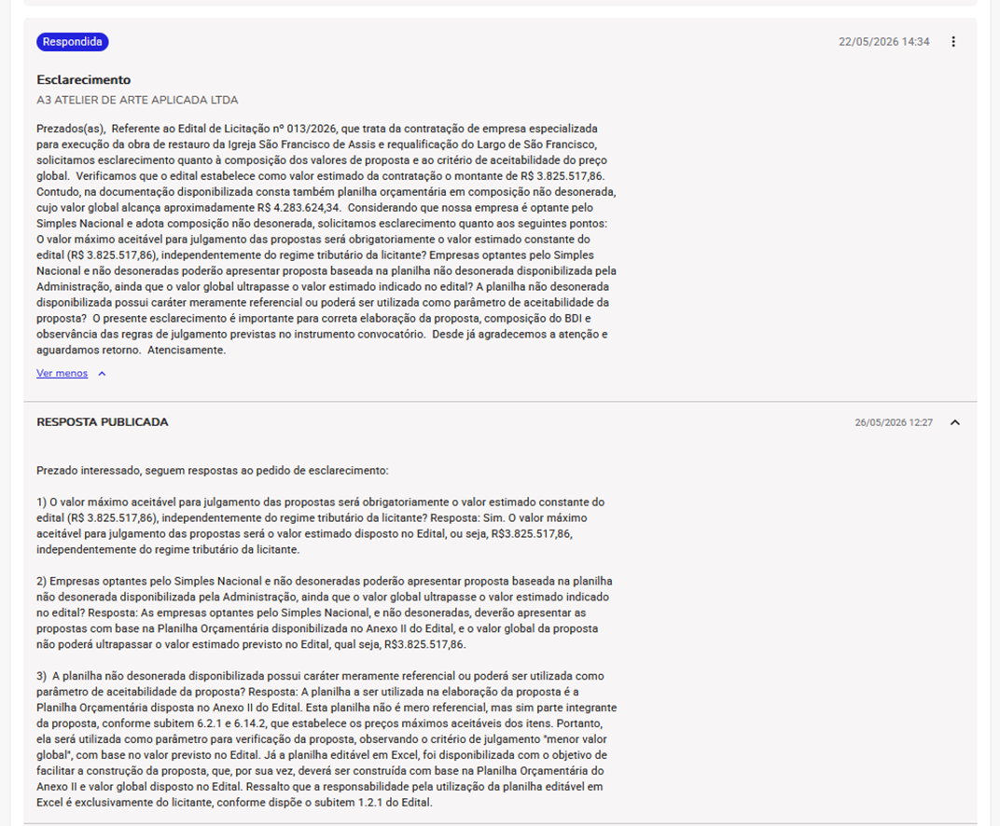 Respondida
22/05/2026 14:34
Esclarecimento
A3 ATELIER DE ARTE APLICADA LTDA
Prezados(as),  Referente ao Edital de Licitação nº 013/2026, que trata da contratação de empresa especializada
para execução da obra de restauro da Igreja São Francisco de Assis e requalificação do Largo de São Francisco,
solicitamos esclarecimento quanto à composição dos valores de proposta e ao critério de aceitabilidade do preço
global.  Verificamos que o edital estabelece como valor estimado da contratação o montante de R$ 3.825.517,86.
Contudo, na documentação disponibilizada consta também planilha orçamentária em composição não desonerada,
cujo valor global alcança aproximadamente R$ 4.283.624,34.  Considerando que nossa empresa é optante pelo
Simples Nacional e adota composição não desonerada, solicitamos esclarecimento quanto aos seguintes pontos:
O valor máximo aceitável para julgamento das propostas será obrigatoriamente o valor estimado constante do
edital (R$ 3.825.517,86), independentemente do regime tributário da licitante? Empresas optantes pelo Simples
Nacional e não desoneradas poderão apresentar proposta baseada na planilha não desonerada disponibilizada pela
Administração, ainda que o valor global ultrapasse o valor estimado indicado no edital? A planilha não desonerada
disponibilizada possui caráter meramente referencial ou poderá ser utilizada como parâmetro de aceitabilidade da
proposta?  O presente esclarecimento é importante para correta elaboração da proposta, composição do BDI e
observância das regras de julgamento previstas no instrumento convocatório.  Desde já agradecemos a atenção e
aguardamos retorno.  Atencisamente.
Ver menos
RESPOSTA PUBLICADA
26/05/2026 12:27
Prezado interessado, seguem respostas ao pedido de esclarecimento:
1) O valor máximo aceitável para julgamento das propostas será obrigatoriamente o valor estimado constante do
edital (R$ 3.825.517,86), independentemente do regime tributário da licitante? Resposta: Sim. O valor máximo
aceitável para julgamento das propostas será o valor estimado disposto no Edital, ou seja, R$3.825.517,86,
independentemente do regime tributário da licitante.
2) Empresas optantes pelo Simples Nacional e não desoneradas poderão apresentar proposta baseada na planilha
não desonerada disponibilizada pela Administração, ainda que o valor global ultrapasse o valor estimado indicado
no edital? Resposta: As empresas optantes pelo Simples Nacional, e não desoneradas, deverão apresentar as
propostas com base na Planilha Orçamentária disponibilizada no Anexo II do Edital, e o valor global da proposta
não poderá ultrapassar o valor estimado previsto no Edital, qual seja, R$3.825.517,86.
3)  A planilha não desonerada disponibilizada possui caráter meramente referencial ou poderá ser utilizada como
parâmetro de aceitabilidade da proposta? Resposta: A planilha a ser utilizada na elaboração da proposta é a
Planilha Orçamentária disposta no Anexo II do Edital. Esta planilha não é mero referencial, mas sim parte integrante
da proposta, conforme subitem 6.2.1 e 6.14.2, que estabelece os preços máximos aceitáveis dos itens. Portanto,
ela será utilizada como parâmetro para verificação da proposta, observando o critério de julgamento "menor valor
global", com base no valor previsto no Edital. Já a planilha editável em Excel, foi disponibilizada com o objetivo de
facilitar a construção da proposta, que, por sua vez, deverá ser construída com base na Planilha Orçamentária do
Anexo II e valor global disposto no Edital. Ressalto que a responsabilidade pela utilização da planilha editável em
Excel é exclusivamente do licitante, conforme dispõe o subitem 1.2.1 do Edital.